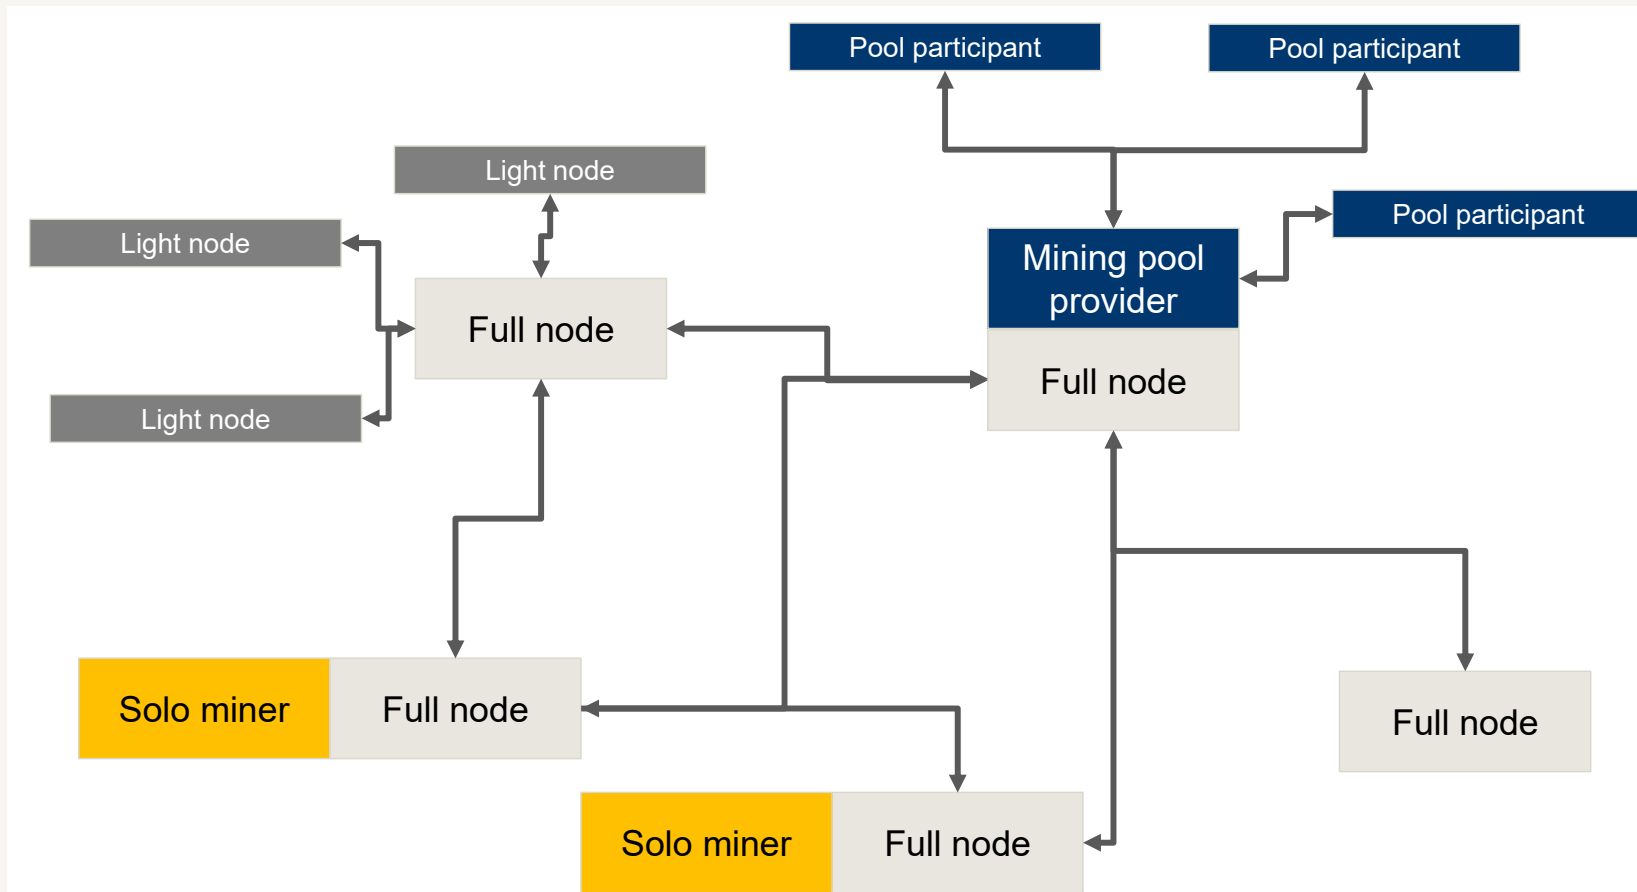 Pool participant
Pool participant
Light node
Pool participant
Light node
Mining pool
provider
Full node
Full node
Light node
Solo miner
Full node
Full node
Solo miner
Full node